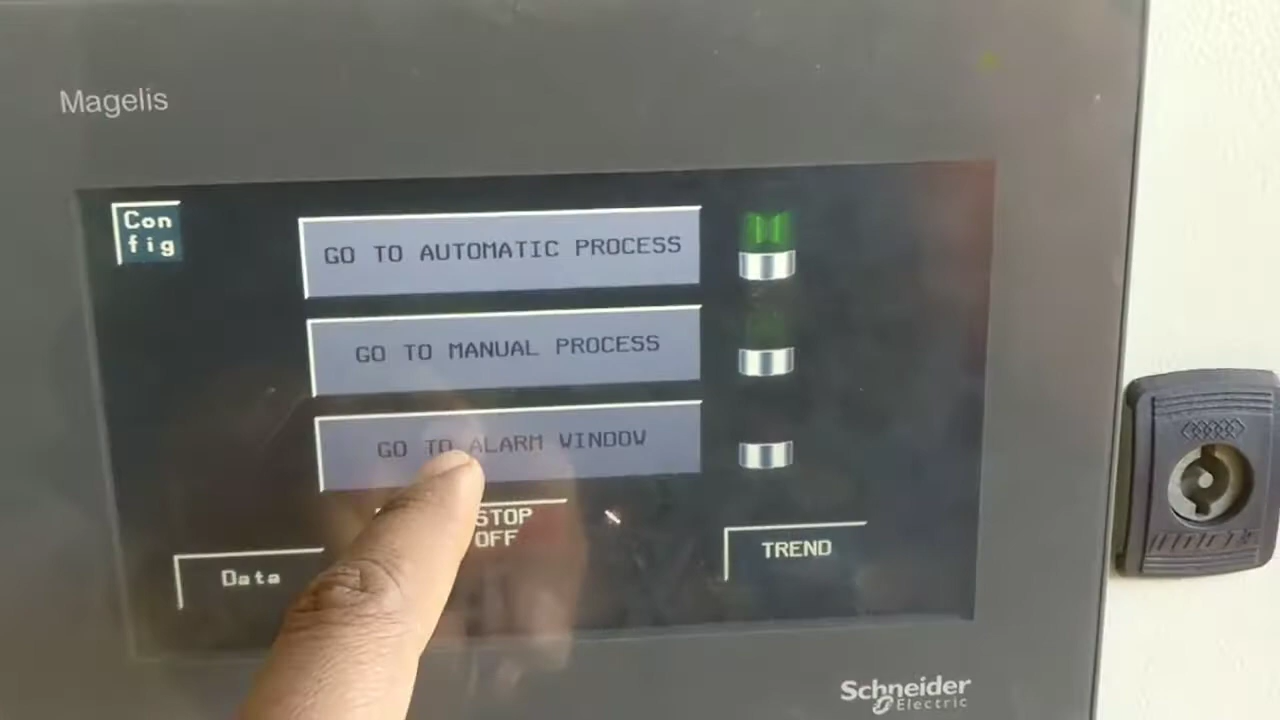 Magelis
Con
fig
GO TO AUTOMATIC PROCESS
GO TO MANUAL PROCESS
GO TO ALARM WINDOW
STOP
OFF
Data
TREND
Schneider
Electric